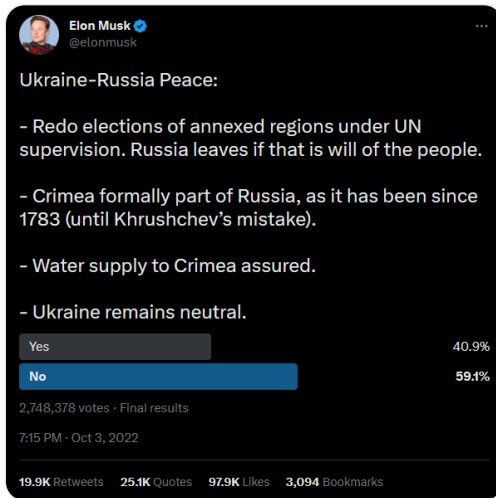 Elon Musk
@elonmusk
Ukraine-Russia Peace:
- Redo elections of annexed regions under UN
supervision. Russia leaves if that is will of the people.
- Crimea formally part of Russia, as it has been since
1783 (until Khrushchev’s mistake).
- Water supply to Crimea assured.
- Ukraine remains neutral.
Yes 40.9%
No 59.1%
2,748,378 votes · Final results
7:15 PM · Oct 3, 2022
19.9K Retweets 25.1K Quotes 97.9K Likes 3,094 Bookmarks